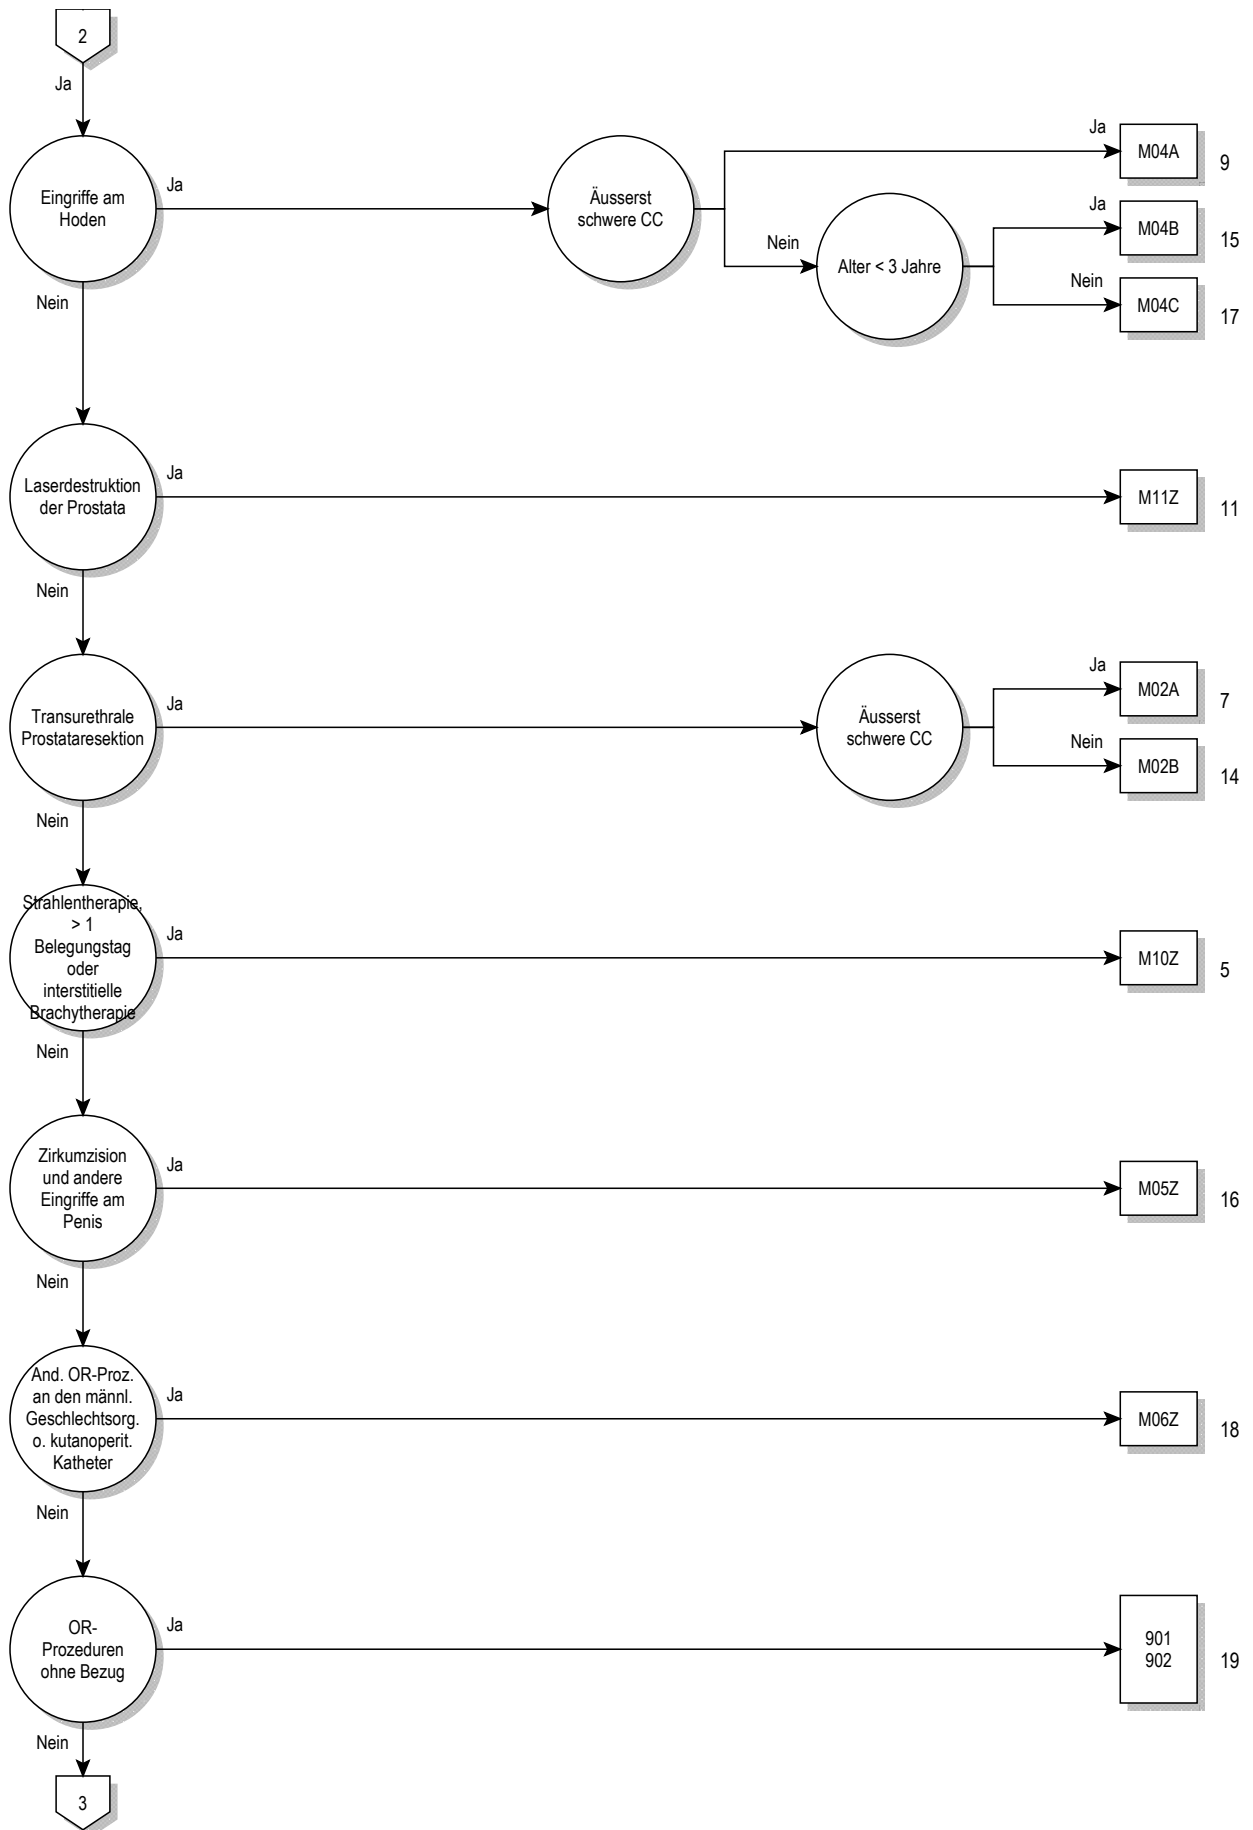 2
Ja
Eingriffe am
Hoden
Ja
Äusserst
schwere CC
Ja
M04A
9
Nein
Alter < 3 Jahre
Ja
M04B
15
Nein
M04C
17
Nein
Laserdestruktion
der Prostata
Ja
M11Z
11
Nein
Transurethrale
Prostataresektion
Ja
Äusserst
schwere CC
Ja
M02A
7
Nein
M02B
14
Nein
Strahlentherapie,
> 1
Belegungstag
oder
interstitielle
Brachytherapie
Ja
M10Z
5
Nein
Zirkumzision
und andere
Eingriffe am
Penis
Ja
M05Z
16
Nein
And. OR-Proz.
an den männl.
Geschlechtsorg.
o. kutanoperit.
Katheter
Ja
M06Z
18
Nein
OR-
Prozeduren
ohne Bezug
Ja
901
902
19
Nein
3